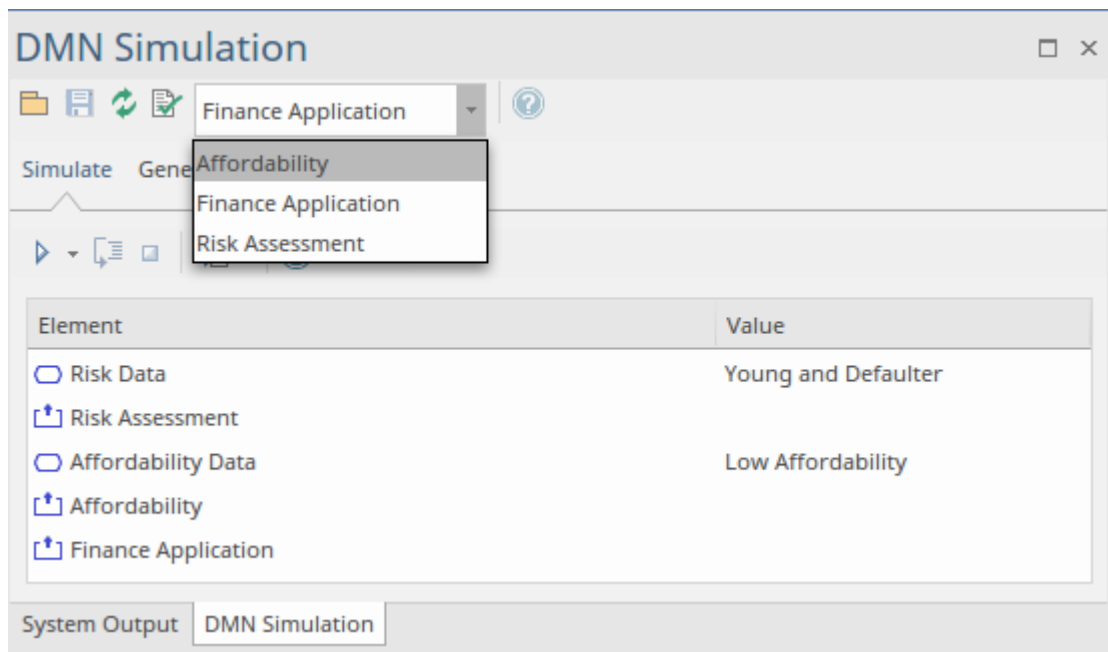 DMN Simulation
Finance Application
Simulate Gene
Affordability
Finance Application
Risk Assessment
Element Value
Risk Data Young and Defaulter
Risk Assessment
Affordability Data Low Affordability
Affordability
Finance Application
System Output DMN Simulation